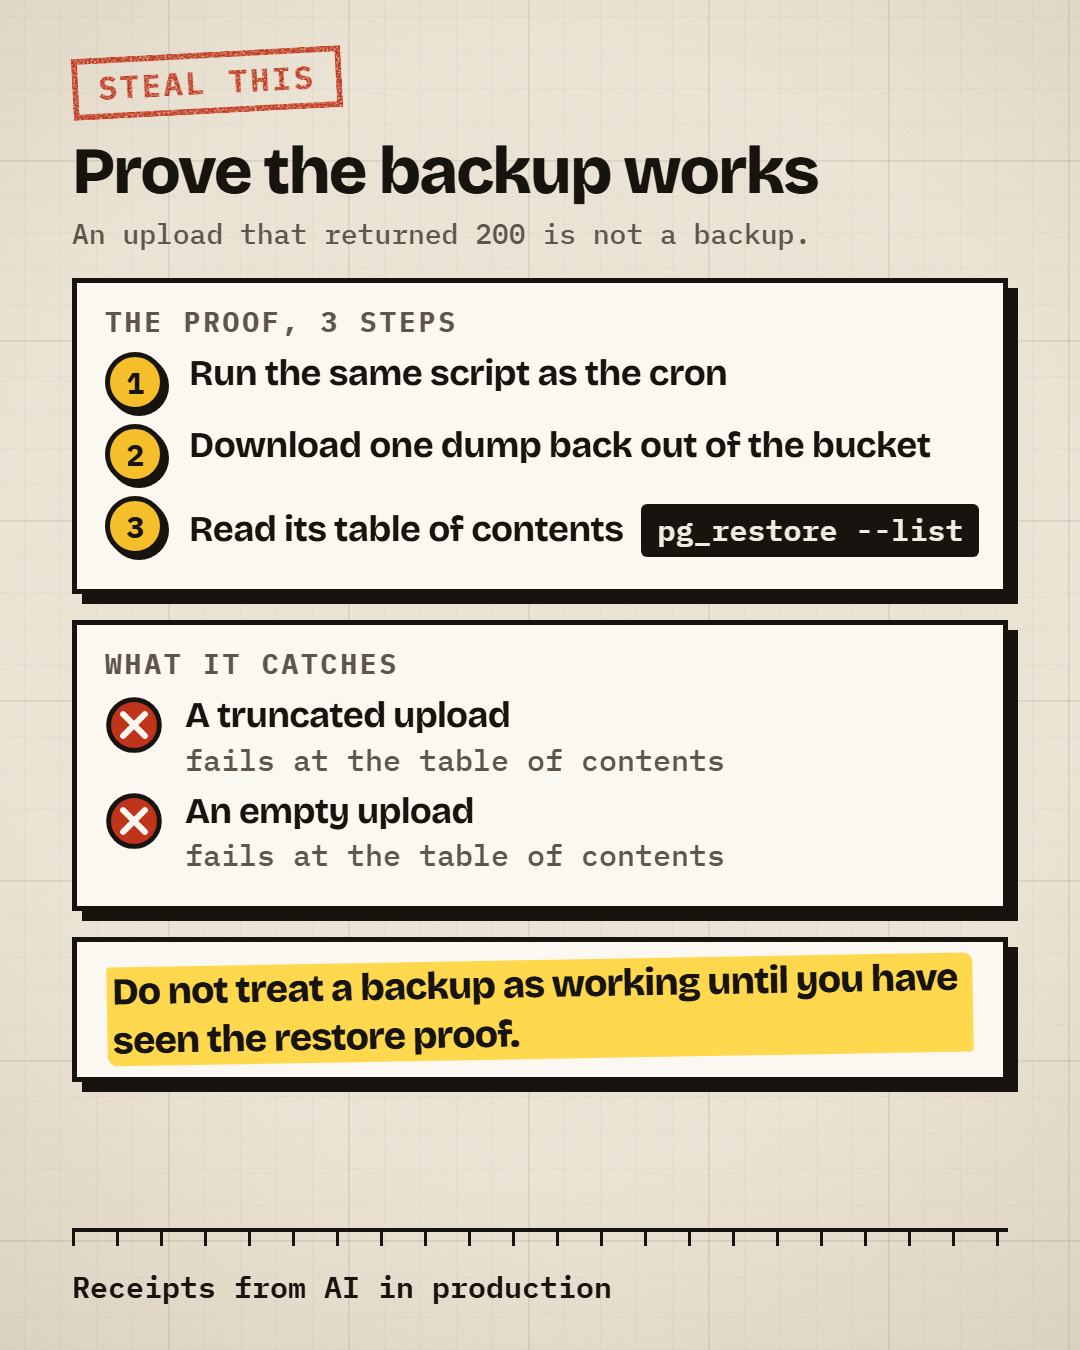 STEAL THIS
Prove the backup works
An upload that returned 200 is not a backup.
THE PROOF, 3 STEPS
1 Run the same script as the cron
2 Download one dump back out of the bucket
3 Read its table of contents pg_restore --list
WHAT IT CATCHES
A truncated upload
fails at the table of contents
An empty upload
fails at the table of contents
Do not treat a backup as working until you have
seen the restore proof.
Receipts from AI in production